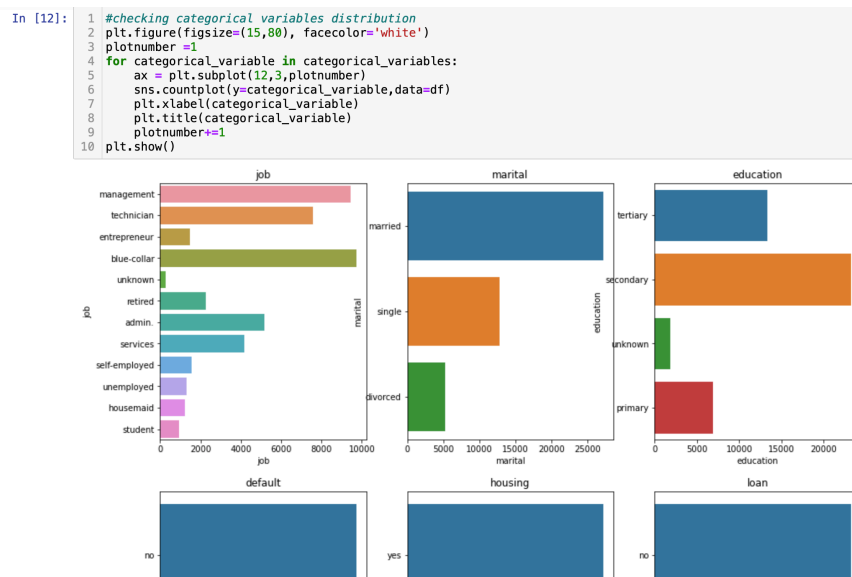 In [12]:
1 #checking categorical variables distribution
2 plt.figure(figsize=(15,80), facecolor='white')
3 plotnumber =1
4 for categorical_variable in categorical_variables:
5     ax = plt.subplot(12,3,plotnumber)
6     sns.countplot(y=categorical_variable,data=df)
7     plt.xlabel(categorical_variable)
8     plt.title(categorical_variable)
9     plotnumber+=1
10 plt.show()
job
management
technician
entrepreneur
blue-collar
unknown
retired
admin.
services
self-employed
unemployed
housemaid
student
job
0 2000 4000 6000 8000 10000
job
marital
married
single
divorced
marital
0 5000 10000 15000 20000 25000
marital
education
tertiary
secondary
unknown
primary
education
0 5000 10000 15000 20000
education
default
no
housing
yes
loan
no